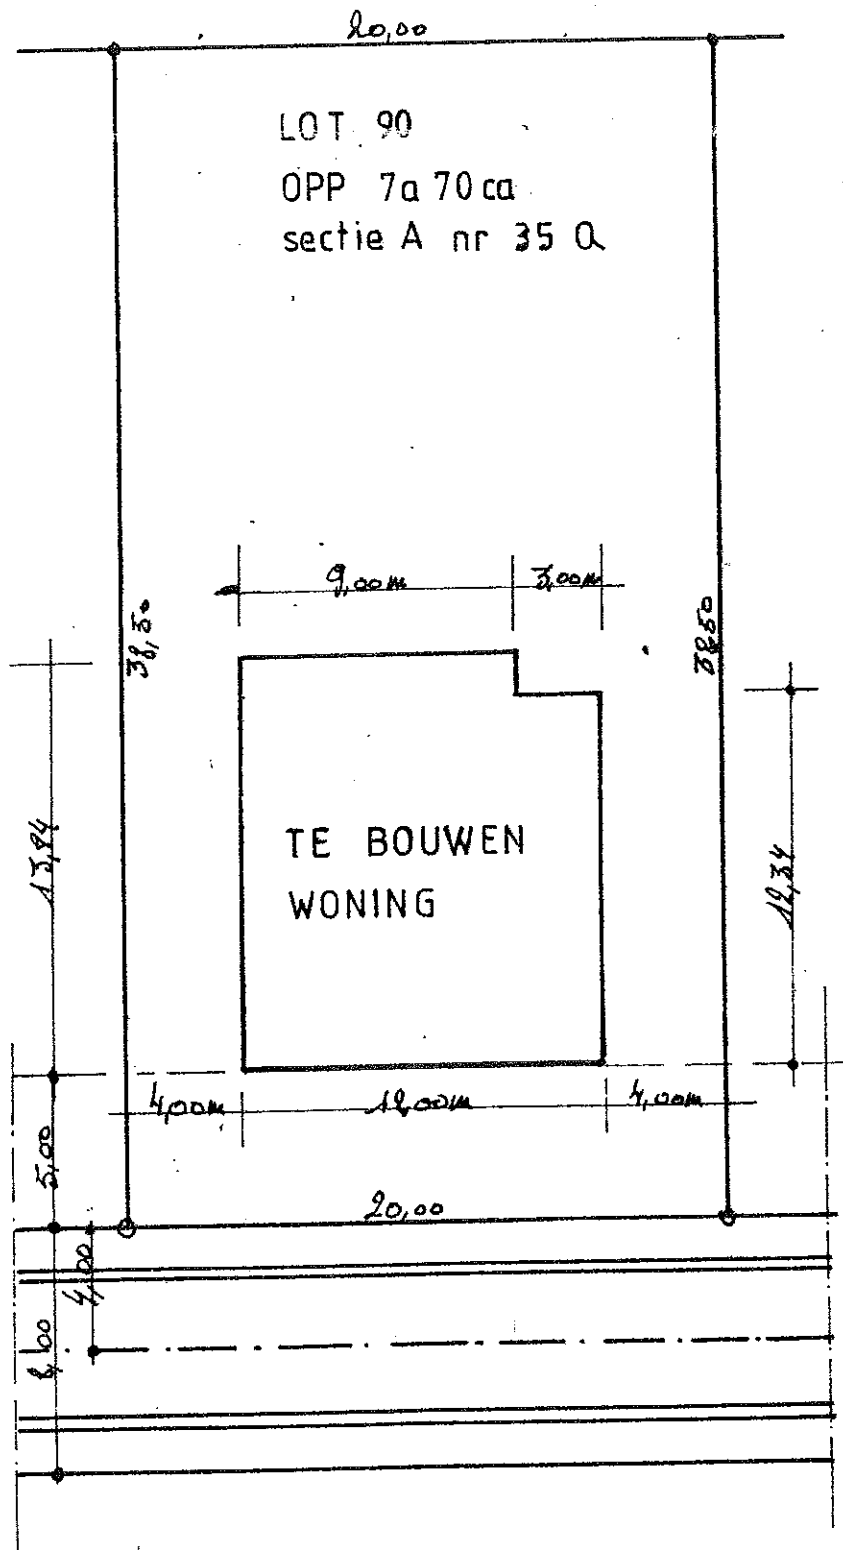 20,00
LOT 90
OPP 7a 70 ca
sectie A nr 35 a
9,00m 3,00m
38,50
38,50
13,94
TE BOUWEN
WONING
12,34
4,00m 12,00m 4,00m
5,00
20,00
4,00
8,00